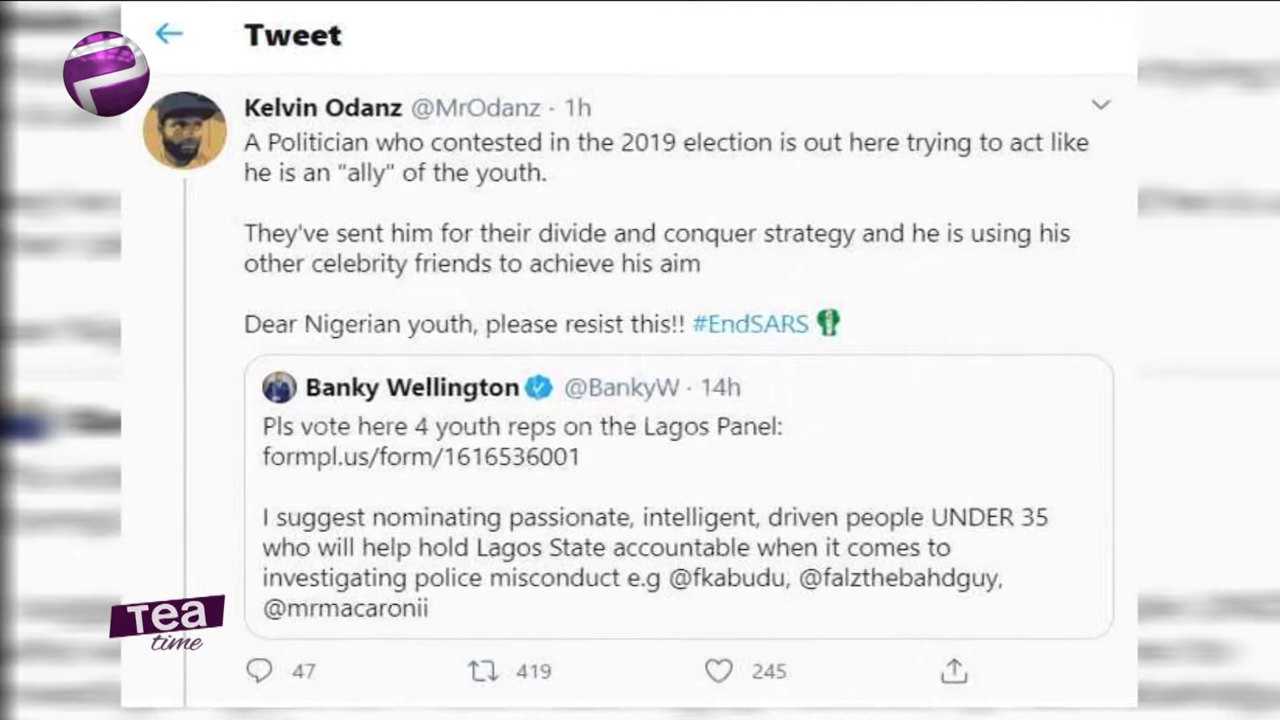 Tweet
Kelvin Odanz @MrOdanz · 1h
A Politician who contested in the 2019 election is out here trying to act like
he is an "ally" of the youth.
They've sent him for their divide and conquer strategy and he is using his
other celebrity friends to achieve his aim
Dear Nigerian youth, please resist this!! #EndSARS
Banky Wellington @BankyW · 14h
Pls vote here 4 youth reps on the Lagos Panel:
formpl.us/form/1616536001
I suggest nominating passionate, intelligent, driven people UNDER 35
who will help hold Lagos State accountable when it comes to
investigating police misconduct e.g @fkabudu, @falzthebahdguy,
@mrmacaronii
47 419 245
Tea
time